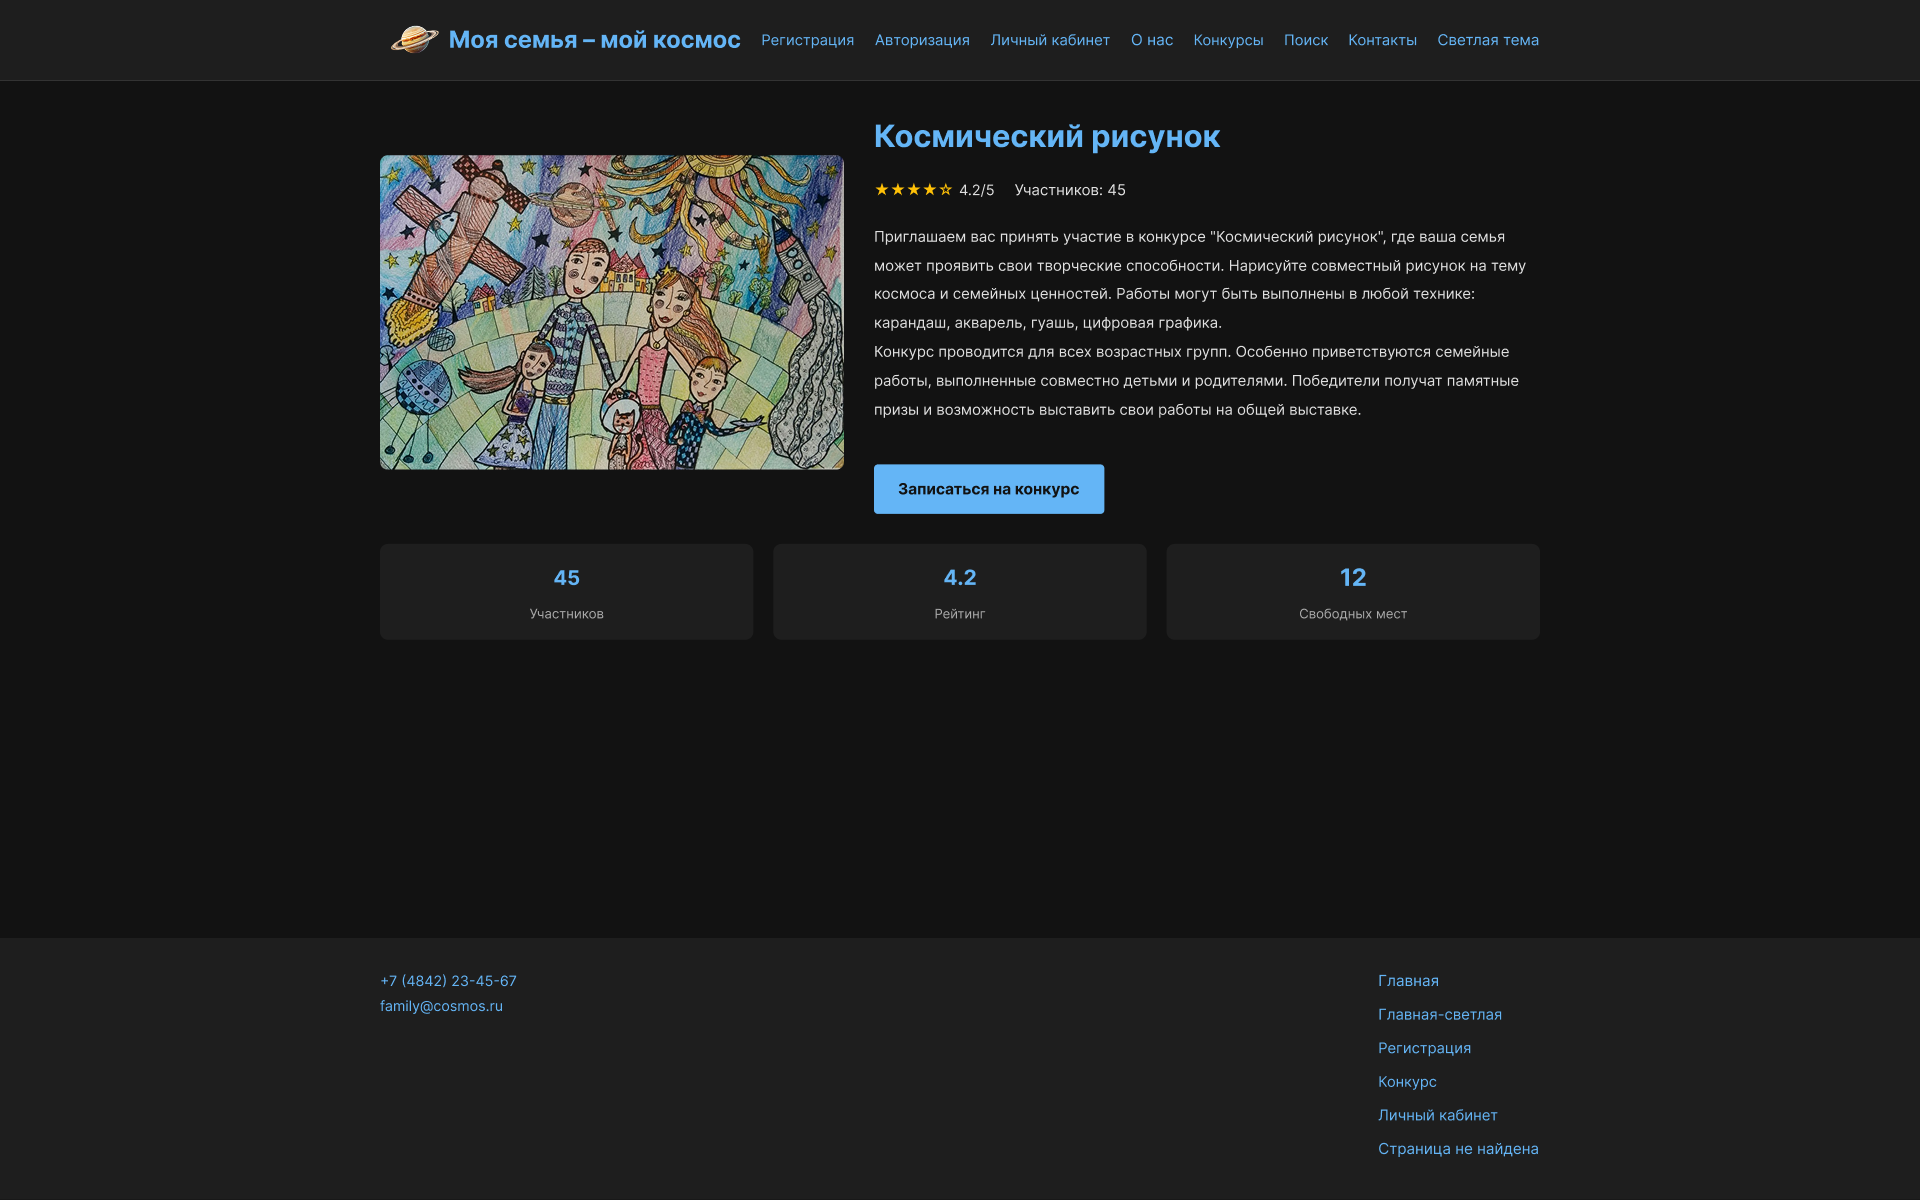 Моя семья – мой космос
Регистрация
Авторизация
Личный кабинет
О нас
Конкурсы
Поиск
Контакты
Светлая тема
Космический рисунок
★★★★☆ 4.2/5 Участников: 45
Приглашаем вас принять участие в конкурсе "Космический рисунок", где ваша семья
может проявить свои творческие способности. Нарисуйте совместный рисунок на тему
космоса и семейных ценностей. Работы могут быть выполнены в любой технике:
карандаш, акварель, гуашь, цифровая графика.
Конкурс проводится для всех возрастных групп. Особенно приветствуются семейные
работы, выполненные совместно детьми и родителями. Победители получат памятные
призы и возможность выставить свои работы на общей выставке.
Записаться на конкурс
45
Участников
4.2
Рейтинг
12
Свободных мест
+7 (4842) 23-45-67
family@cosmos.ru
Главная
Главная-светлая
Регистрация
Конкурс
Личный кабинет
Страница не найдена